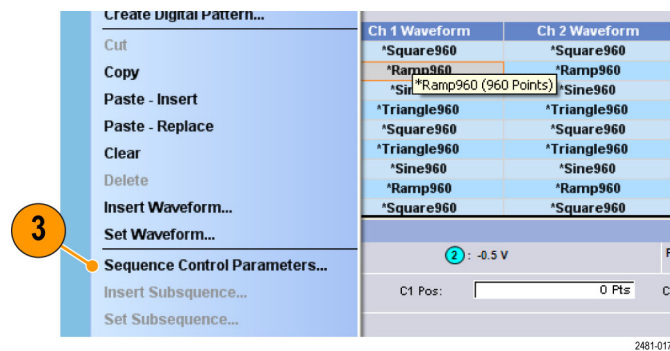 Create Digital Pattern...
Cut
Copy
Paste - Insert
Paste - Replace
Clear
Delete
Insert Waveform...
Set Waveform...
3
Sequence Control Parameters...
Insert Subsquence...
Set Subsequence...
Ch 1 Waveform Ch 2 Waveform
*Square960 *Square960
*Ramp960 *Ramp960
*Sin *Ramp960 (960 Points) *Sine960
*Triangle960 *Triangle960
*Square960 *Square960
*Triangle960 *Triangle960
*Sine960 *Sine960
*Ramp960 *Ramp960
*Square960 *Square960
2 : -0.5 V
C1 Pos: 0 Pts C
2481-017